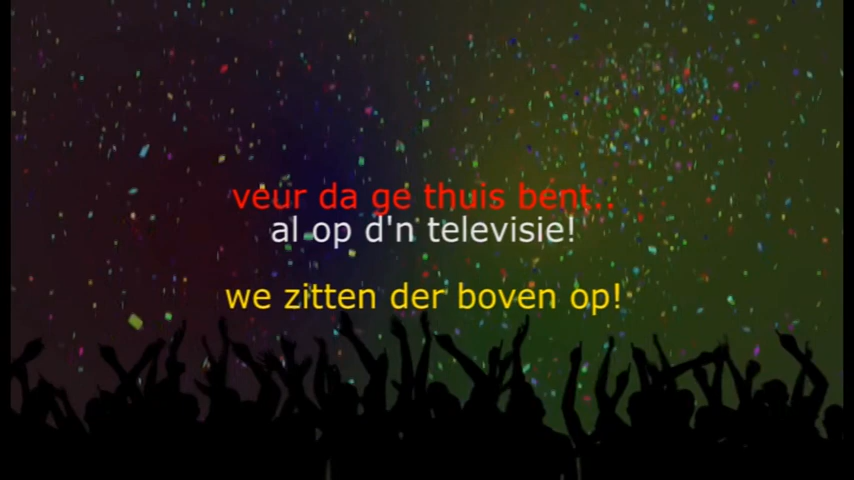 veur da ge thuis bent..
al op d'n televisie!
we zitten der boven op!